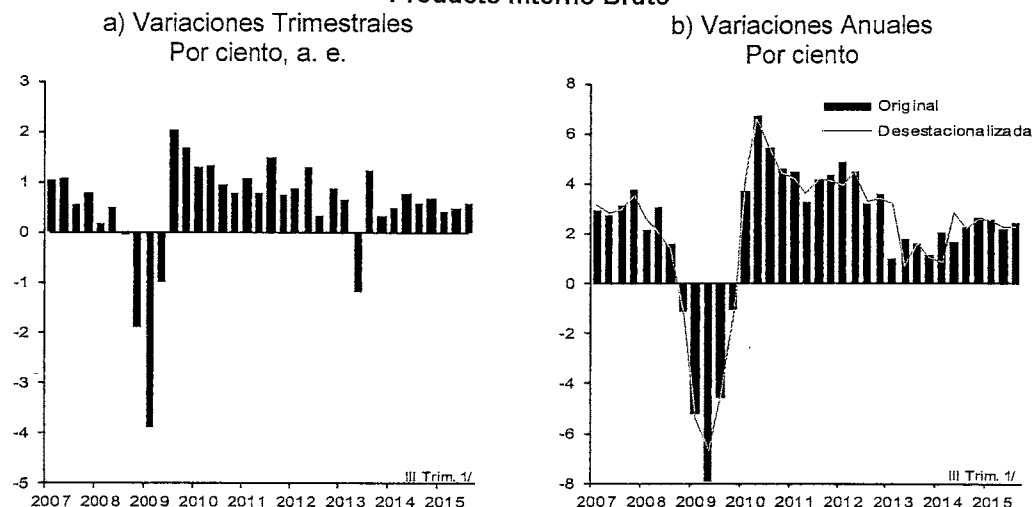 Producto Interno Bruto
a) Variaciones Trimestrales
Por ciento, a. e.
3
2
1
0
-1
-2
-3
-4
-5
III Trim. 1/
2007 2008 2009 2010 2011 2012 2013 2014 2015
b) Variaciones Anuales
Por ciento
8
6
4
2
0
-2
-4
-6
-8
Original
Desestacionalizada
III Trim. 1/
2007 2008 2009 2010 2011 2012 2013 2014 2015